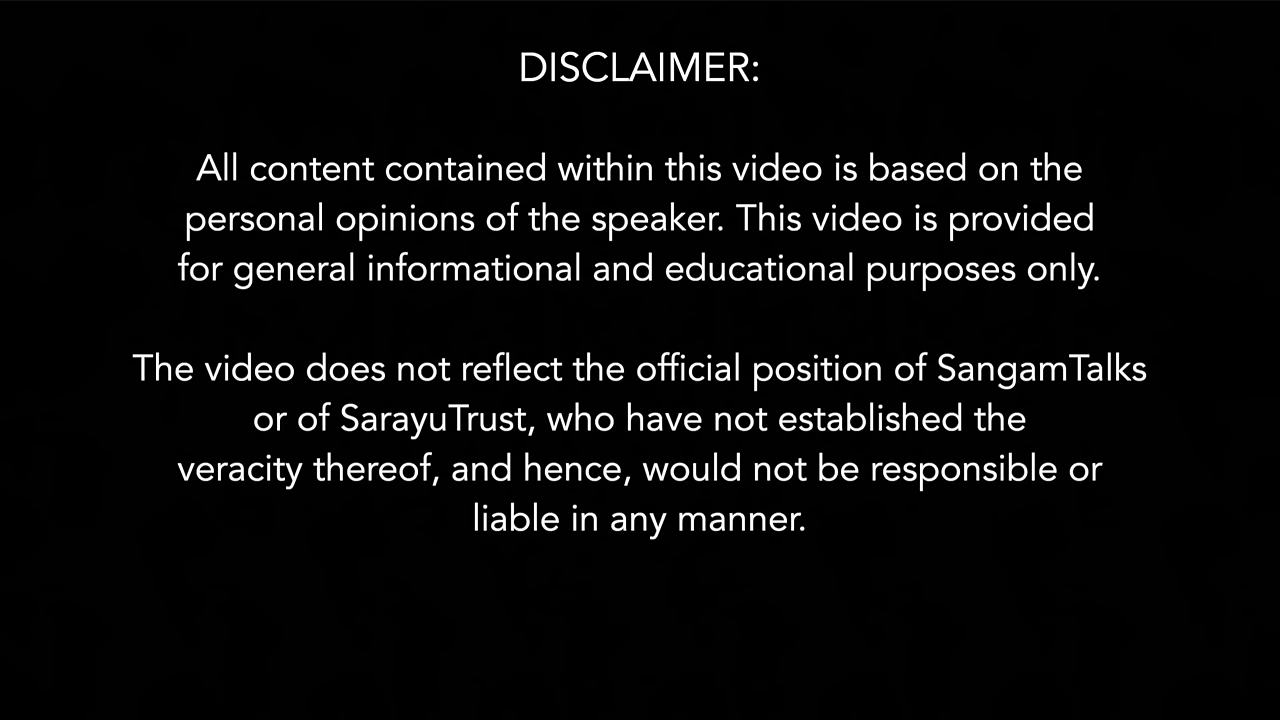 DISCLAIMER:
All content contained within this video is based on the
personal opinions of the speaker. This video is provided
for general informational and educational purposes only.
The video does not reflect the official position of SangamTalks
or of SarayuTrust, who have not established the
veracity thereof, and hence, would not be responsible or
liable in any manner.